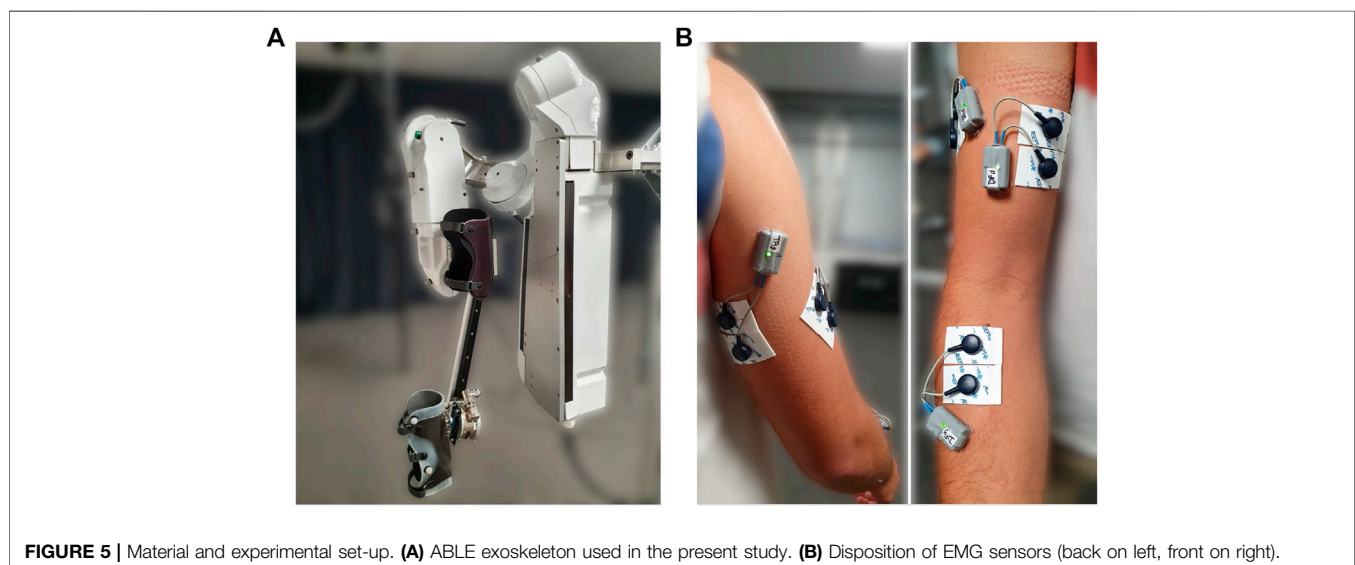 A
B
FIGURE 5 | Material and experimental set-up. (A) ABLE exoskeleton used in the present study. (B) Disposition of EMG sensors (back on left, front on right).